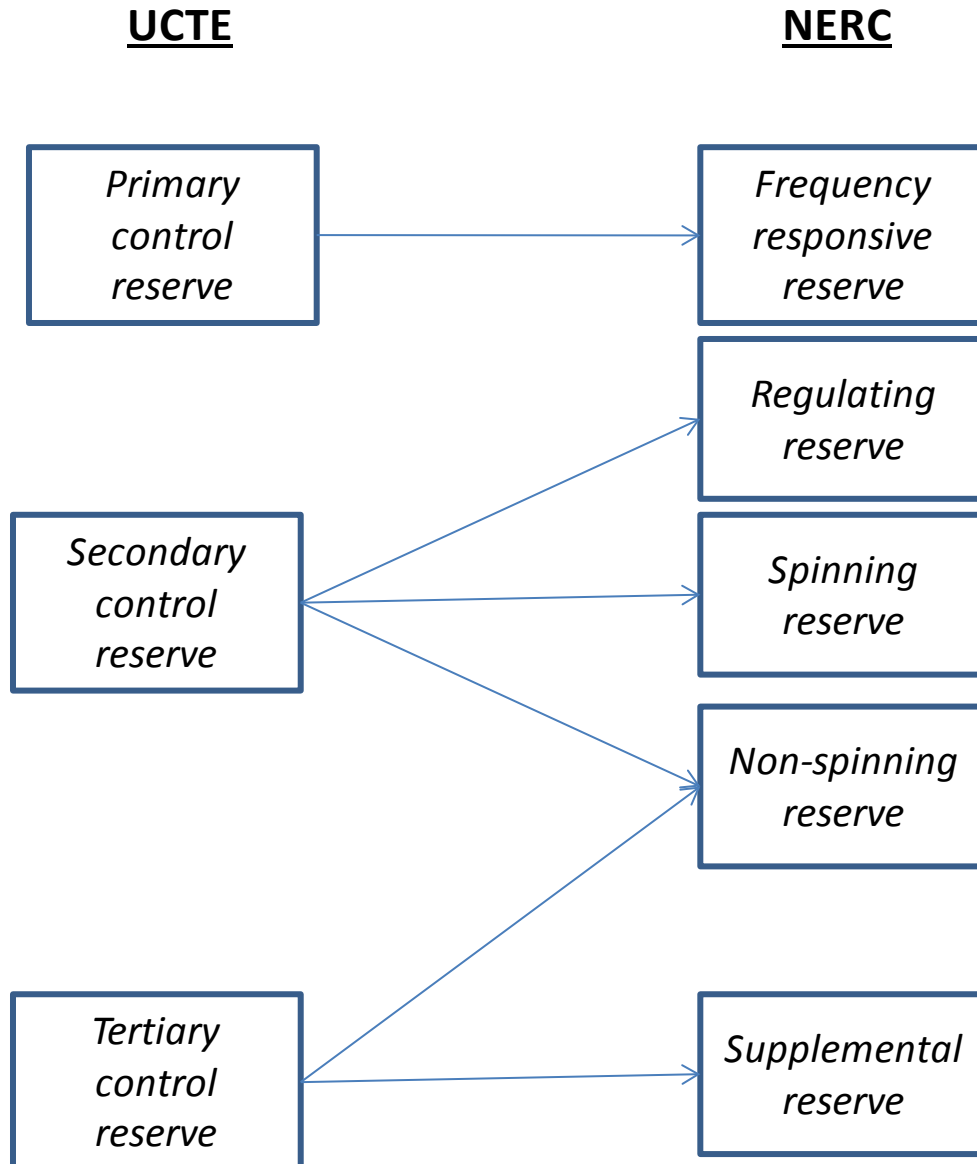 UCTE
NERC
Primary
control
reserve
Frequency
responsive
reserve
Regulating
reserve
Secondary
control
reserve
Spinning
reserve
Non-spinning
reserve
Tertiary
control
reserve
Supplemental
reserve